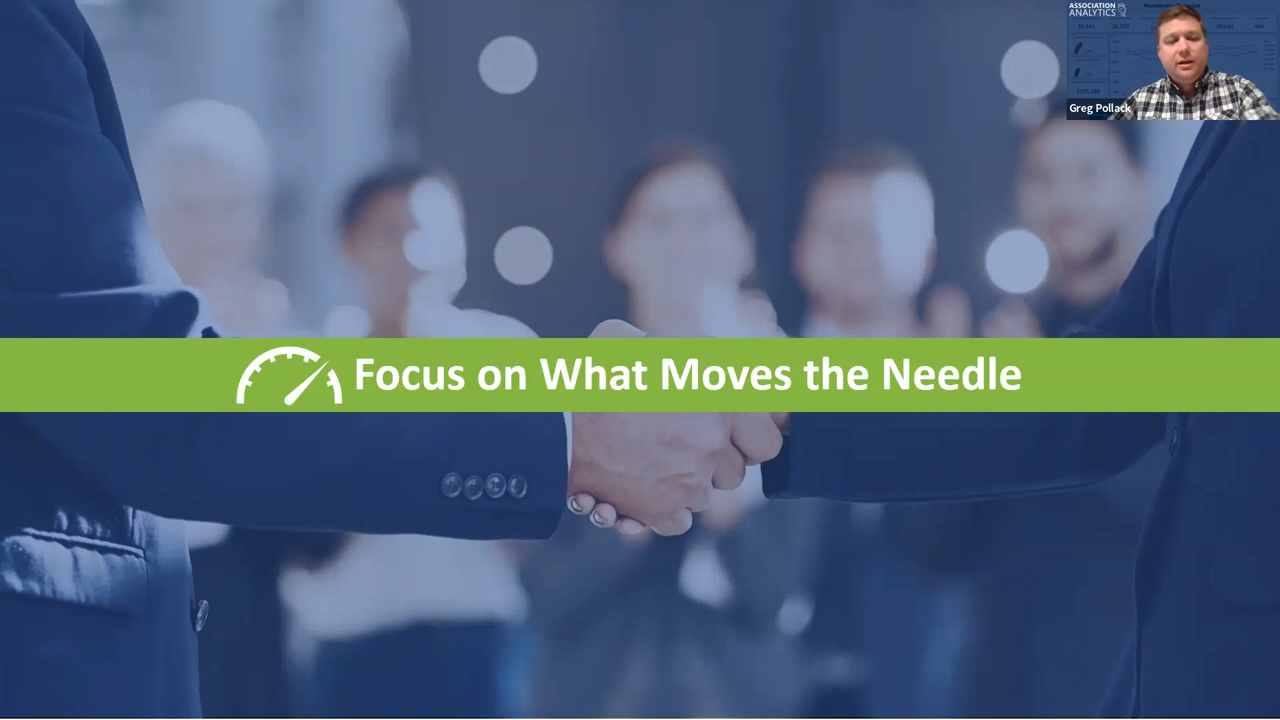 ASSOCIATION
ANALYTICS
Greg Pollack
Focus on What Moves the Needle